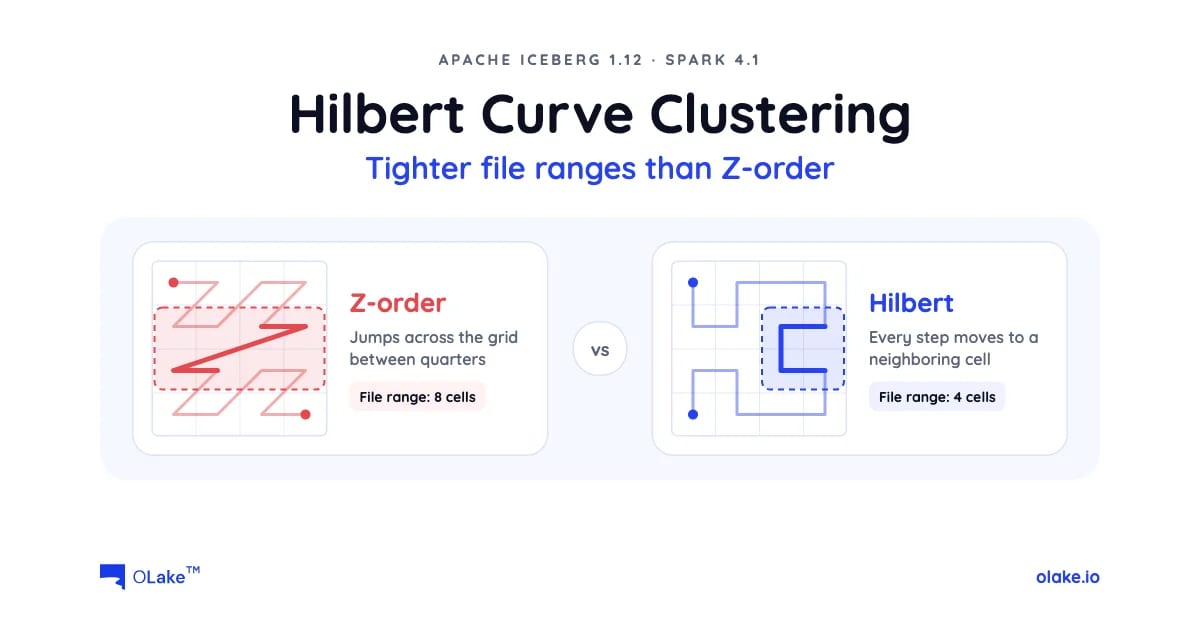 APACHE ICEBERG 1.12 · SPARK 4.1
Hilbert Curve Clustering
Tighter file ranges than Z-order
Z-order
Jumps across the grid
between quarters
File range: 8 cells
vs
Hilbert
Every step moves to a
neighboring cell
File range: 4 cells
OLake™
olake.io